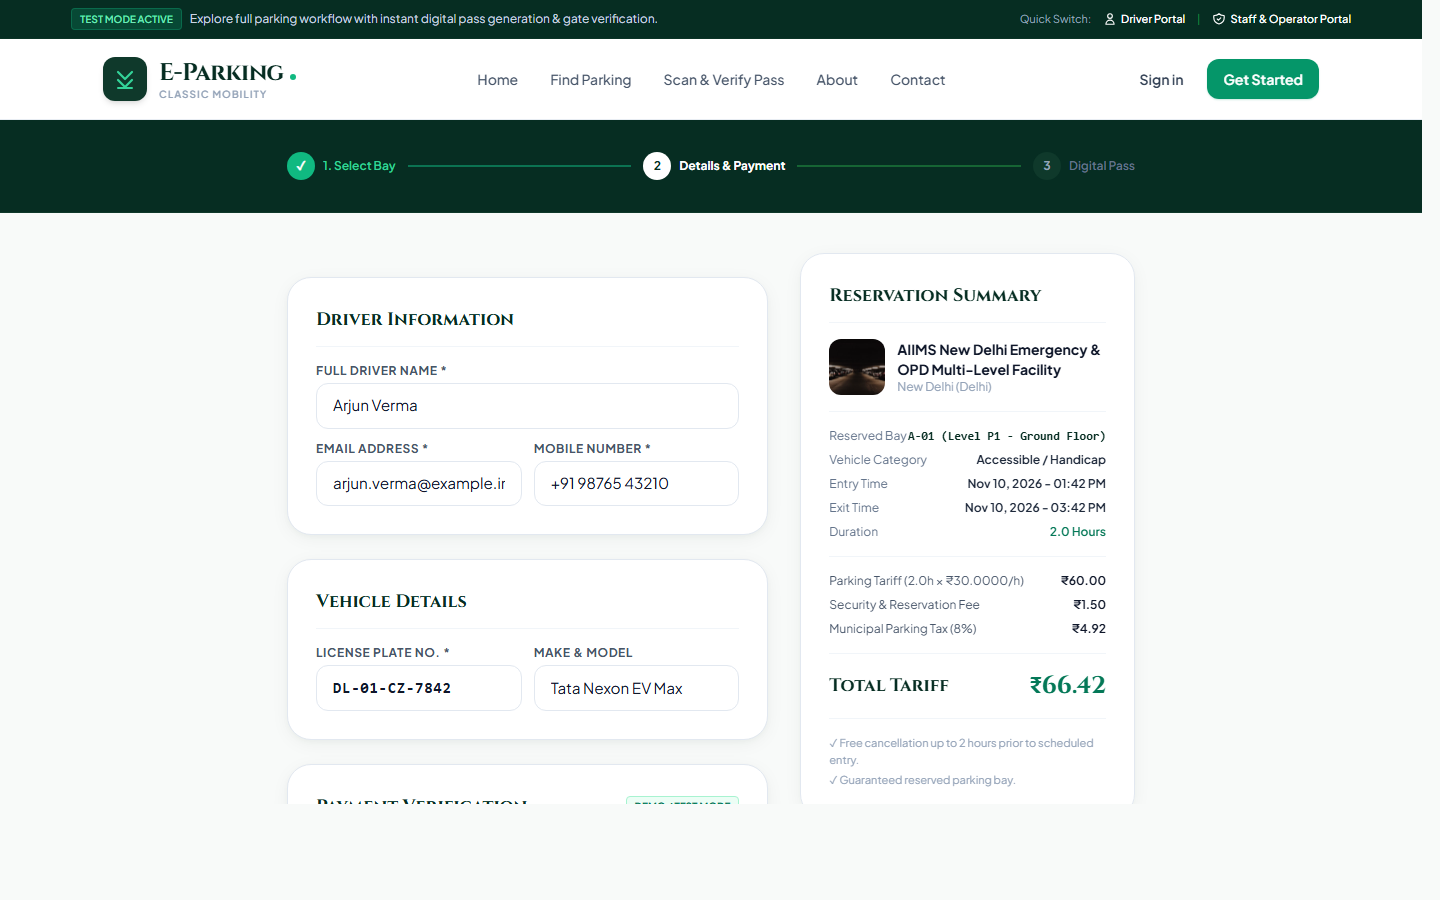 TEST MODE ACTIVE Explore full parking workflow with instant digital pass generation & gate verification. Quick Switch: Driver Portal | Staff & Operator Portal
E-Parking
CLASSIC MOBILITY
Home Find Parking Scan & Verify Pass About Contact Sign in Get Started
✓ 1. Select Bay 2 Details & Payment 3 Digital Pass
Driver Information
FULL DRIVER NAME *
Arjun Verma
EMAIL ADDRESS * MOBILE NUMBER *
arjun.verma@example.ir +91 98765 43210
Vehicle Details
LICENSE PLATE NO. * MAKE & MODEL
DL-01-CZ-7842 Tata Nexon EV Max
Payment Verification
Reservation Summary
AIIMS New Delhi Emergency &
OPD Multi-Level Facility
New Delhi (Delhi)
Reserved Bay A-01 (Level P1 - Ground Floor)
Vehicle Category Accessible / Handicap
Entry Time Nov 10, 2026 - 01:42 PM
Exit Time Nov 10, 2026 - 03:42 PM
Duration 2.0 Hours
Parking Tariff (2.0h × ₹30.0000/h) ₹60.00
Security & Reservation Fee ₹1.50
Municipal Parking Tax (8%) ₹4.92
Total Tariff ₹66.42
✓ Free cancellation up to 2 hours prior to scheduled
entry.
✓ Guaranteed reserved parking bay.